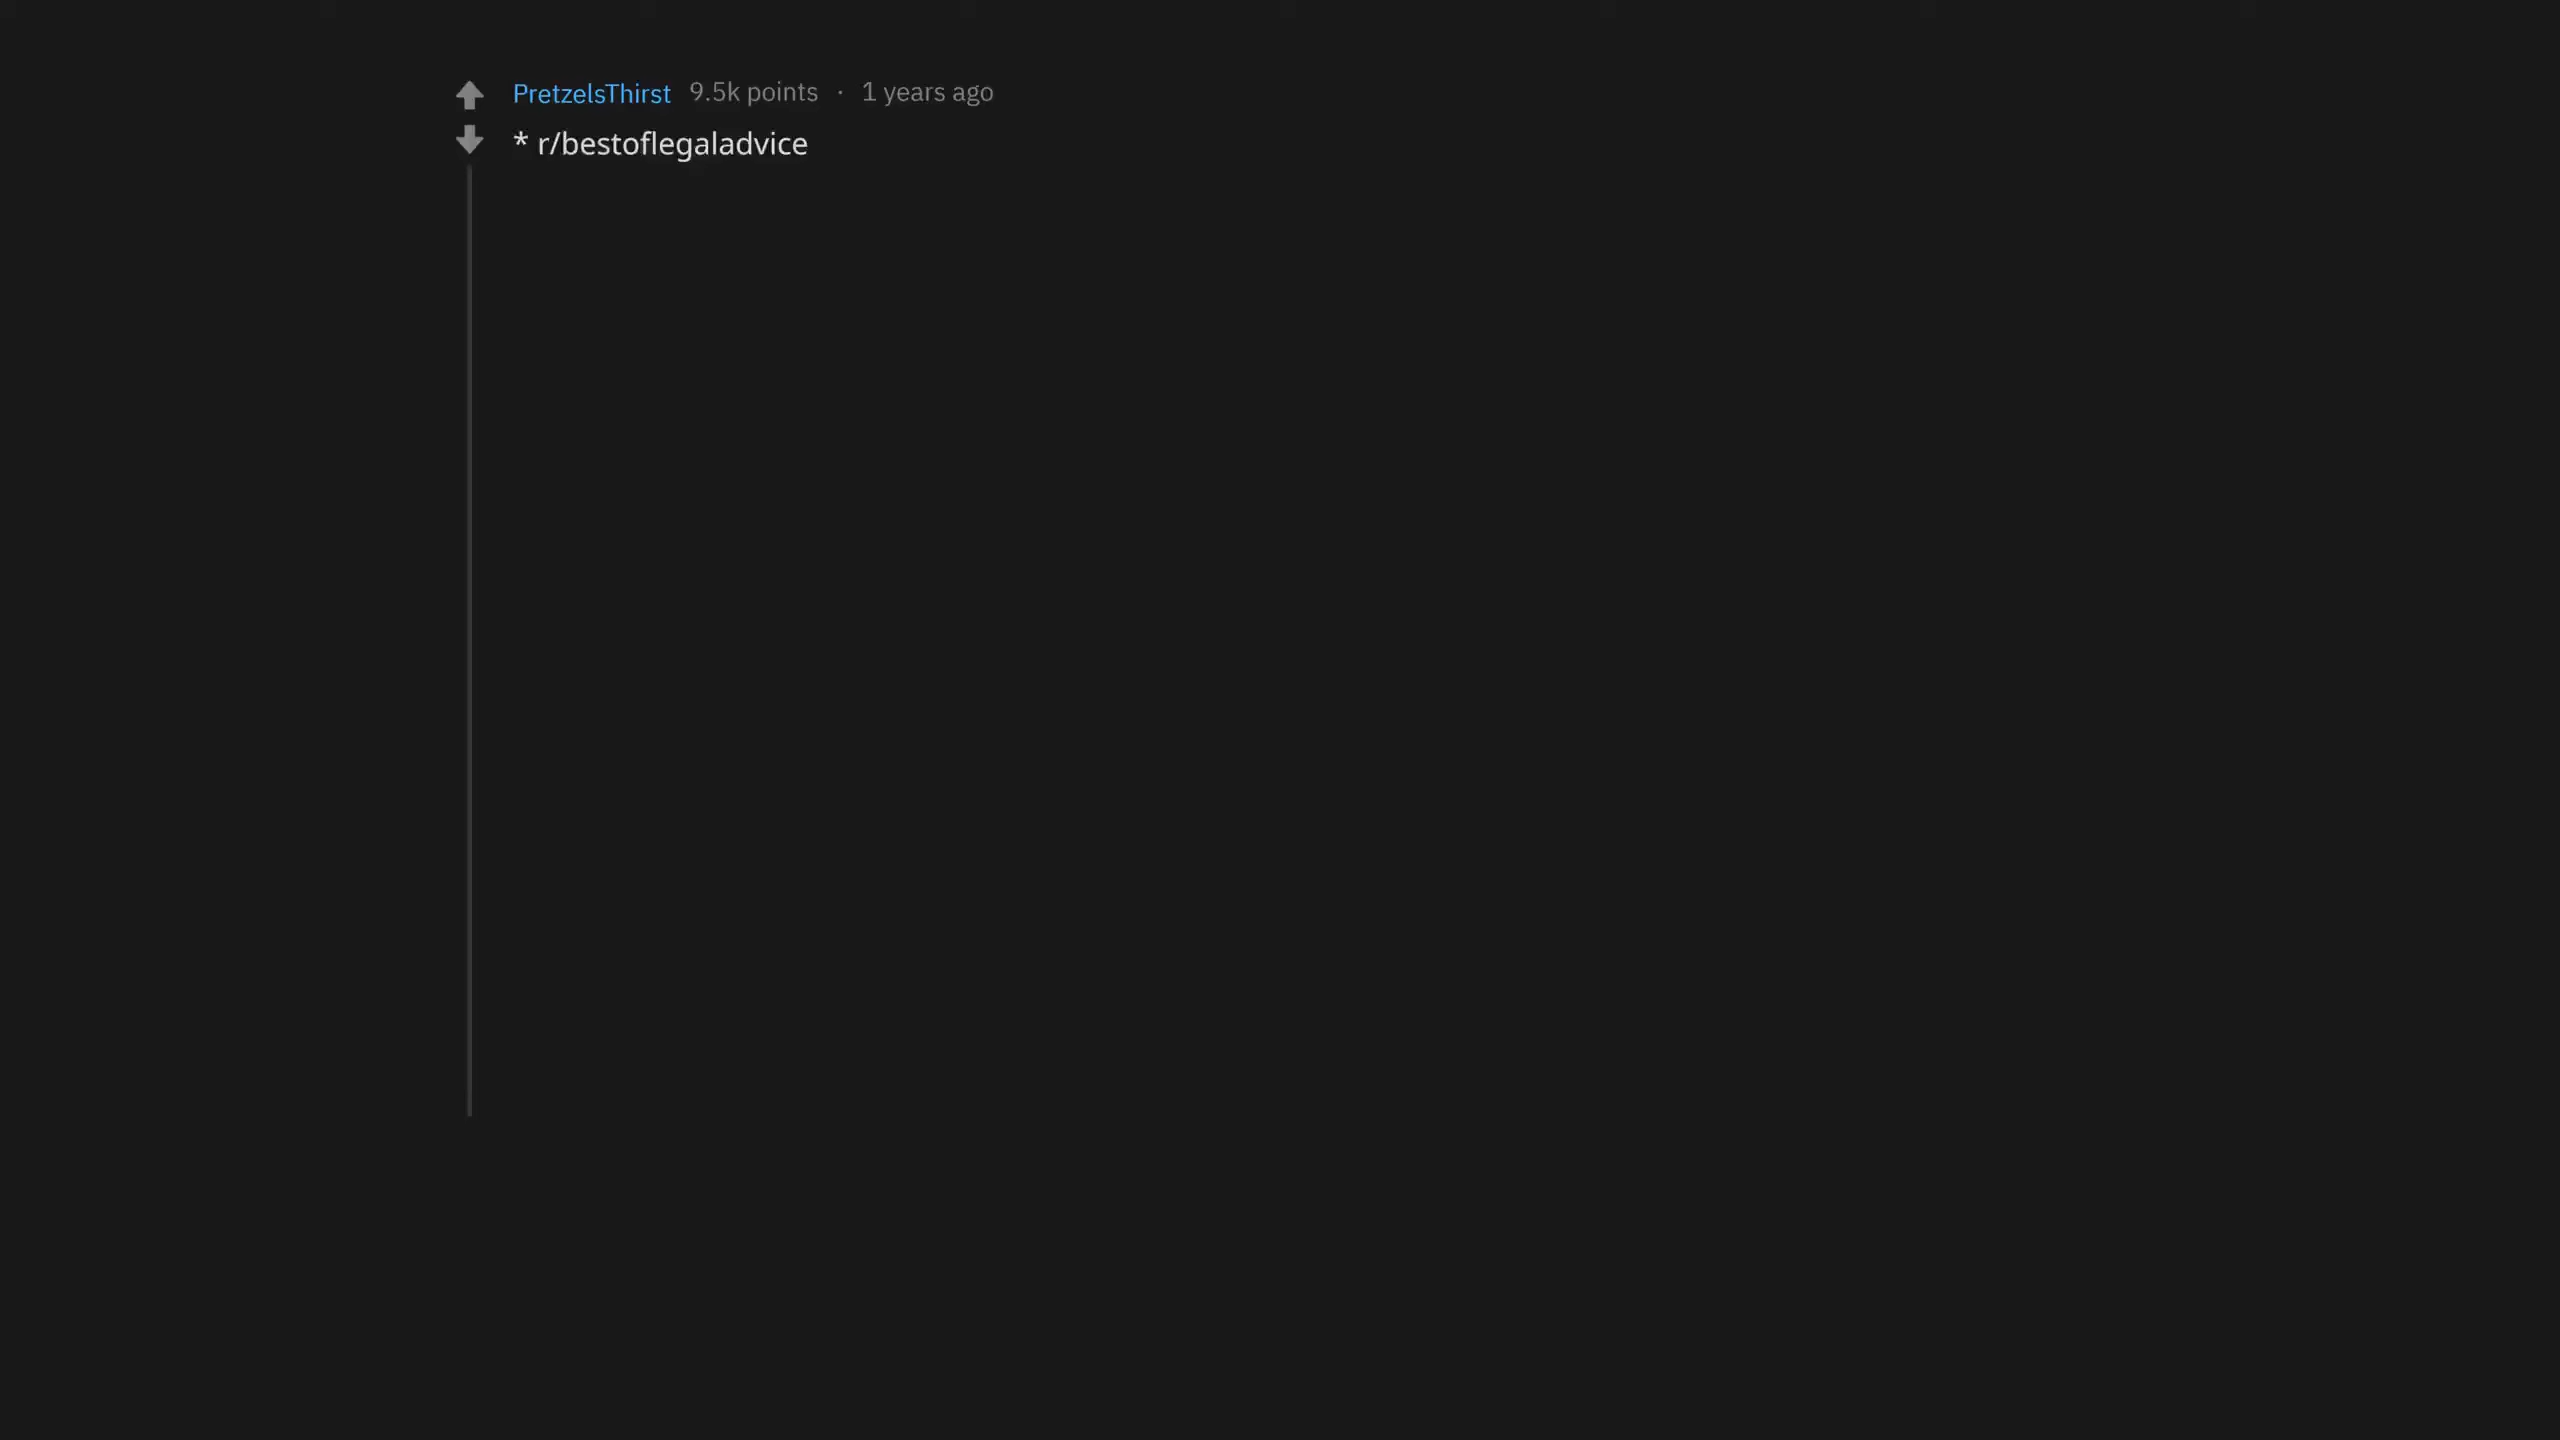 PretzelsThirst 9.5k points · 1 years ago
* r/bestoflegaladvice